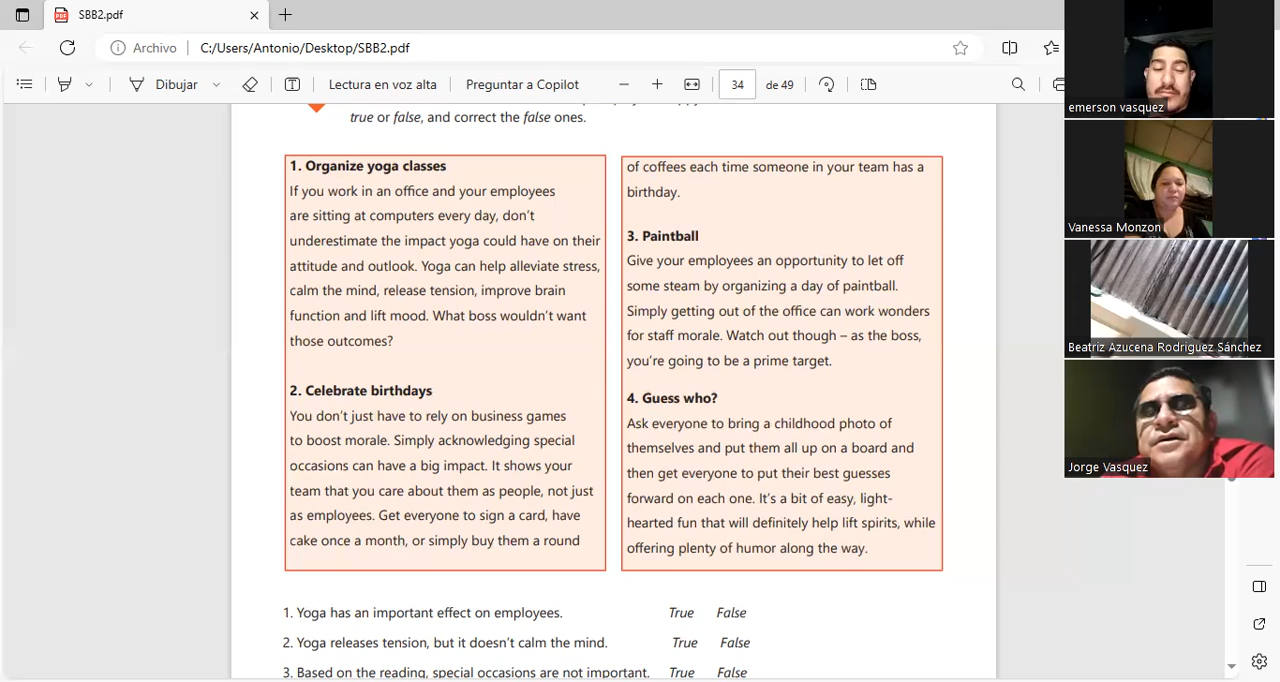 SBB2.pdf
Archivo
C:/Users/Antonio/Desktop/SBB2.pdf
Dibujar
Lectura en voz alta
Preguntar a Copilot
34
de 49
true or false, and correct the false ones.
1. Organize yoga classes
If you work in an office and your employees
are sitting at computers every day, don't
underestimate the impact yoga could have on their
attitude and outlook. Yoga can help alleviate stress,
calm the mind, release tension, improve brain
function and lift mood. What boss wouldn't want
those outcomes?
2. Celebrate birthdays
You don't just have to rely on business games
to boost morale. Simply acknowledging special
occasions can have a big impact. It shows your
team that you care about them as people, not just
as employees. Get everyone to sign a card, have
cake once a month, or simply buy them a round
of coffees each time someone in your team has a
birthday.
3. Paintball
Give your employees an opportunity to let off
some steam by organizing a day of paintball.
Simply getting out of the office can work wonders
for staff morale. Watch out though – as the boss,
you're going to be a prime target.
4. Guess who?
Ask everyone to bring a childhood photo of
themselves and put them all up on a board and
then get everyone to put their best guesses
forward on each one. It's a bit of easy, light-
hearted fun that will definitely help lift spirits, while
offering plenty of humor along the way.
1. Yoga has an important effect on employees. True False
2. Yoga releases tension, but it doesn't calm the mind. True False
3. Based on the reading, special occasions are not important. True False
emerson vasquez
Vanessa Monzon
Beatriz Azucena Rodriguez Sánchez
Jorge Vasquez